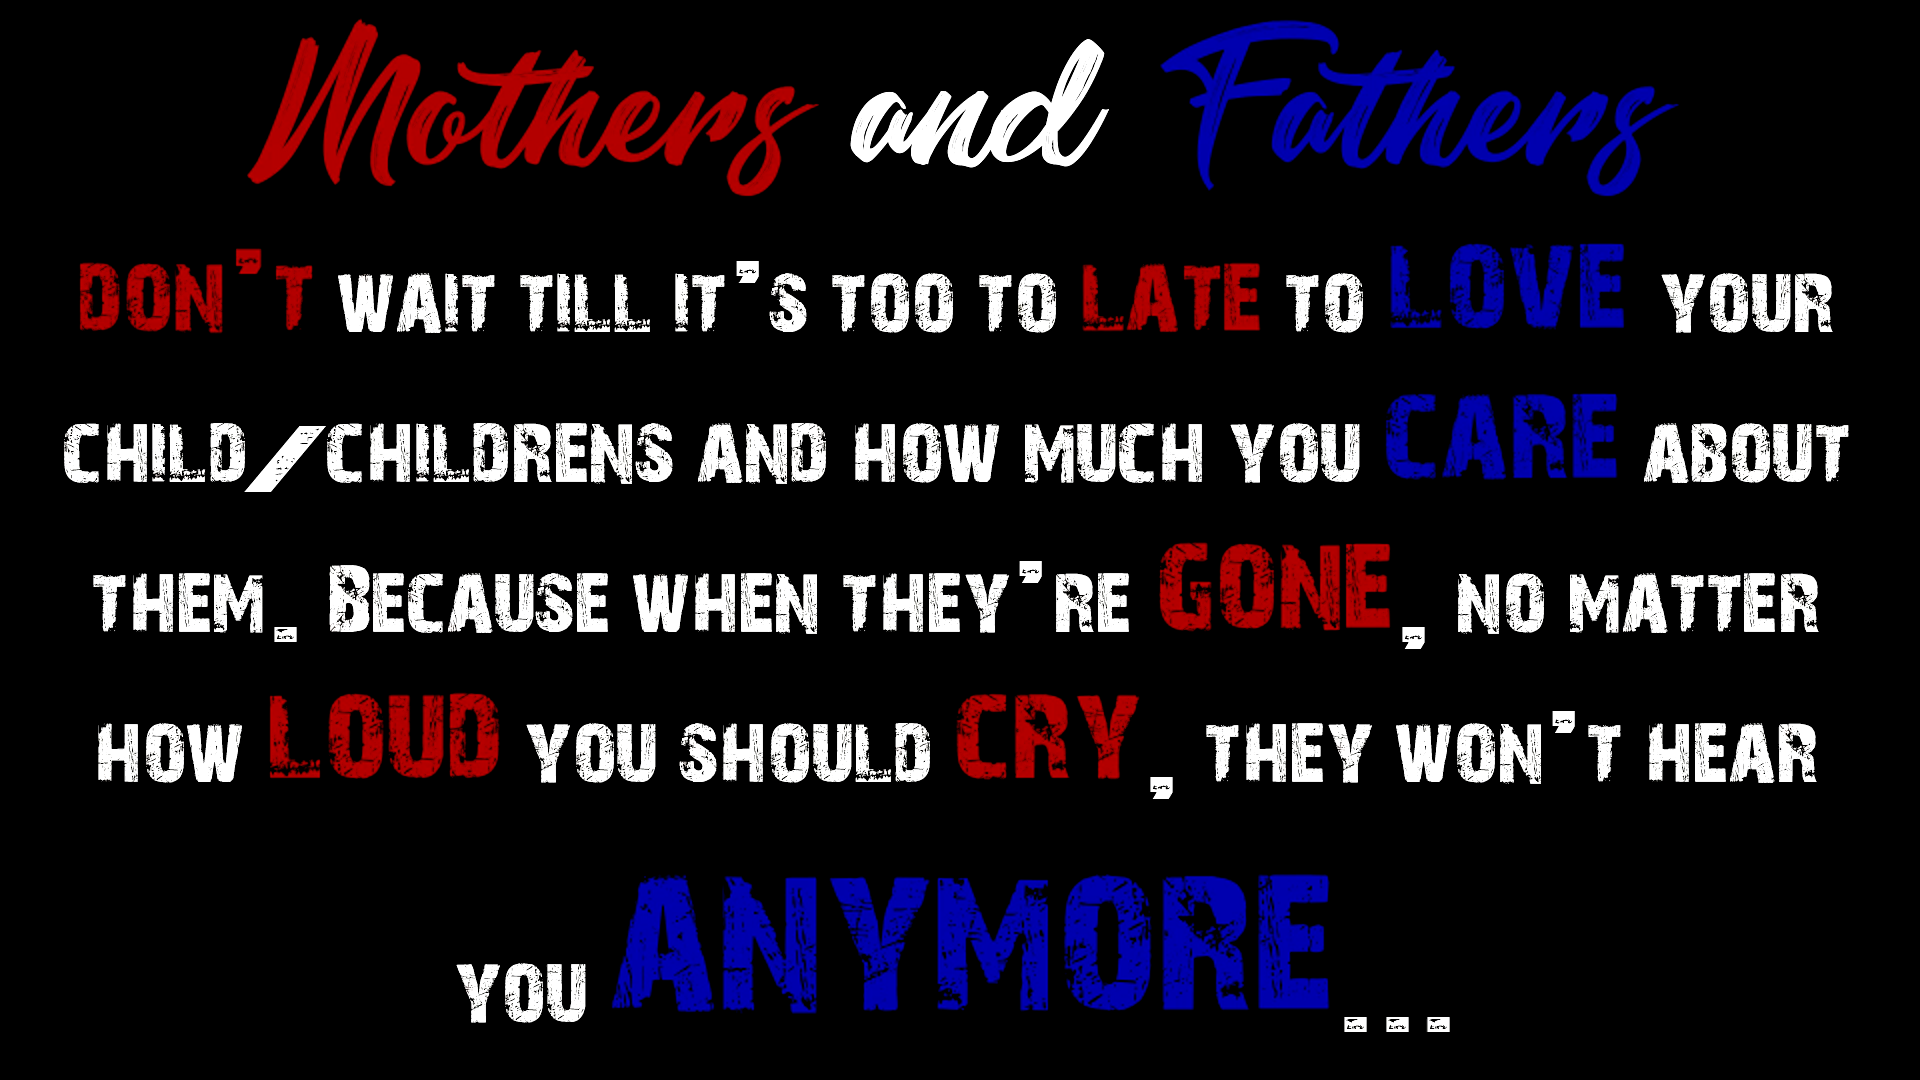 Mothers and Fathers
DON'T WAIT TILL IT'S TOO TO LATE TO LOVE YOUR
CHILD/CHILDRENS AND HOW MUCH YOU CARE ABOUT
THEM. BECAUSE WHEN THEY'RE GONE, NO MATTER
HOW LOUD YOU SHOULD CRY, THEY WON'T HEAR
YOU ANYMORE...